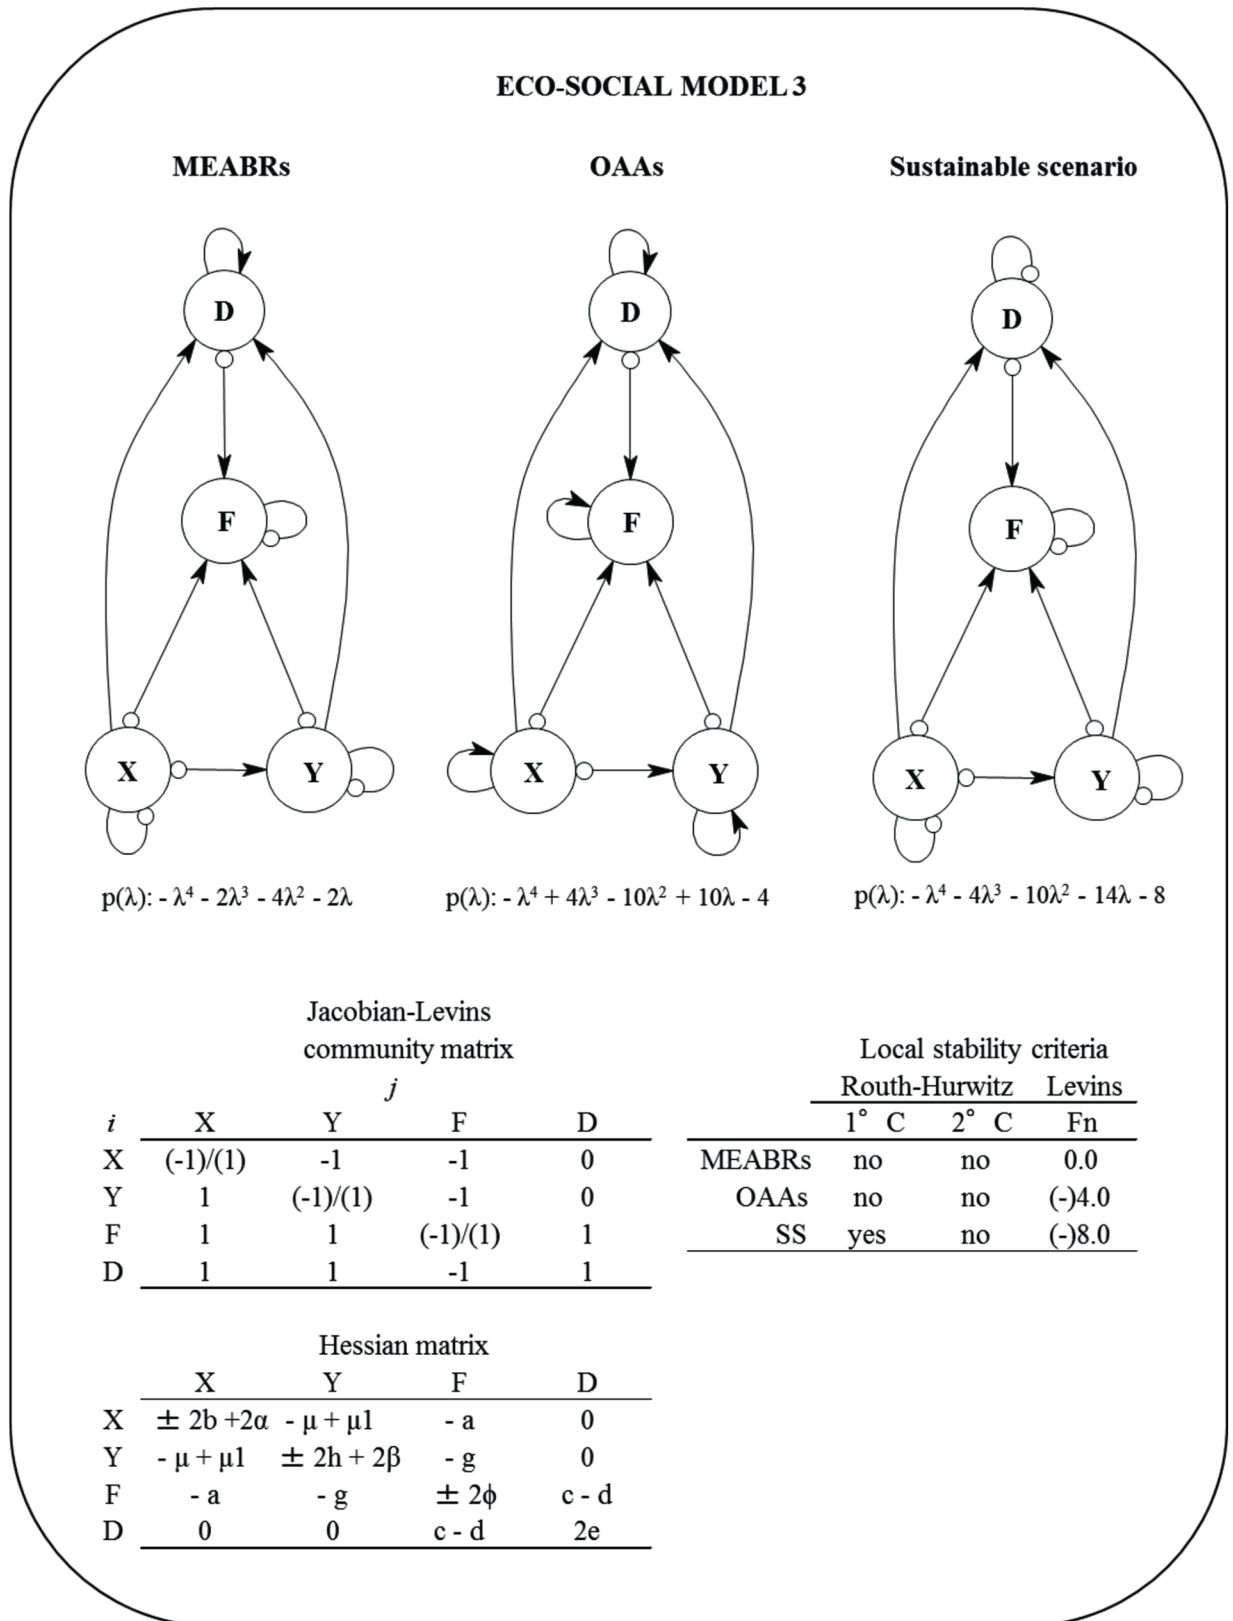 ECO-SOCIAL MODEL 3
MEABRs OAAs Sustainable scenario
D D D
F F F
X Y X Y X Y
p(λ): - λ⁴ - 2λ³ - 4λ² - 2λ p(λ): - λ⁴ + 4λ³ - 10λ² + 10λ - 4 p(λ): - λ⁴ - 4λ³ - 10λ² - 14λ - 8
Jacobian-Levins
community matrix
j
i X Y F D
X (-1)/(1) -1 -1 0
Y 1 (-1)/(1) -1 0
F 1 1 (-1)/(1) 1
D 1 1 -1 1
Local stability criteria
Routh-Hurwitz Levins
1° C 2° C Fn
MEABRs no no 0.0
OAAs no no (-)4.0
SS yes no (-)8.0
Hessian matrix
X Y F D
X ± 2b +2α - μ + μ1 - a 0
Y - μ + μ1 ± 2h + 2β - g 0
F - a - g ± 2ϕ c - d
D 0 0 c - d 2e